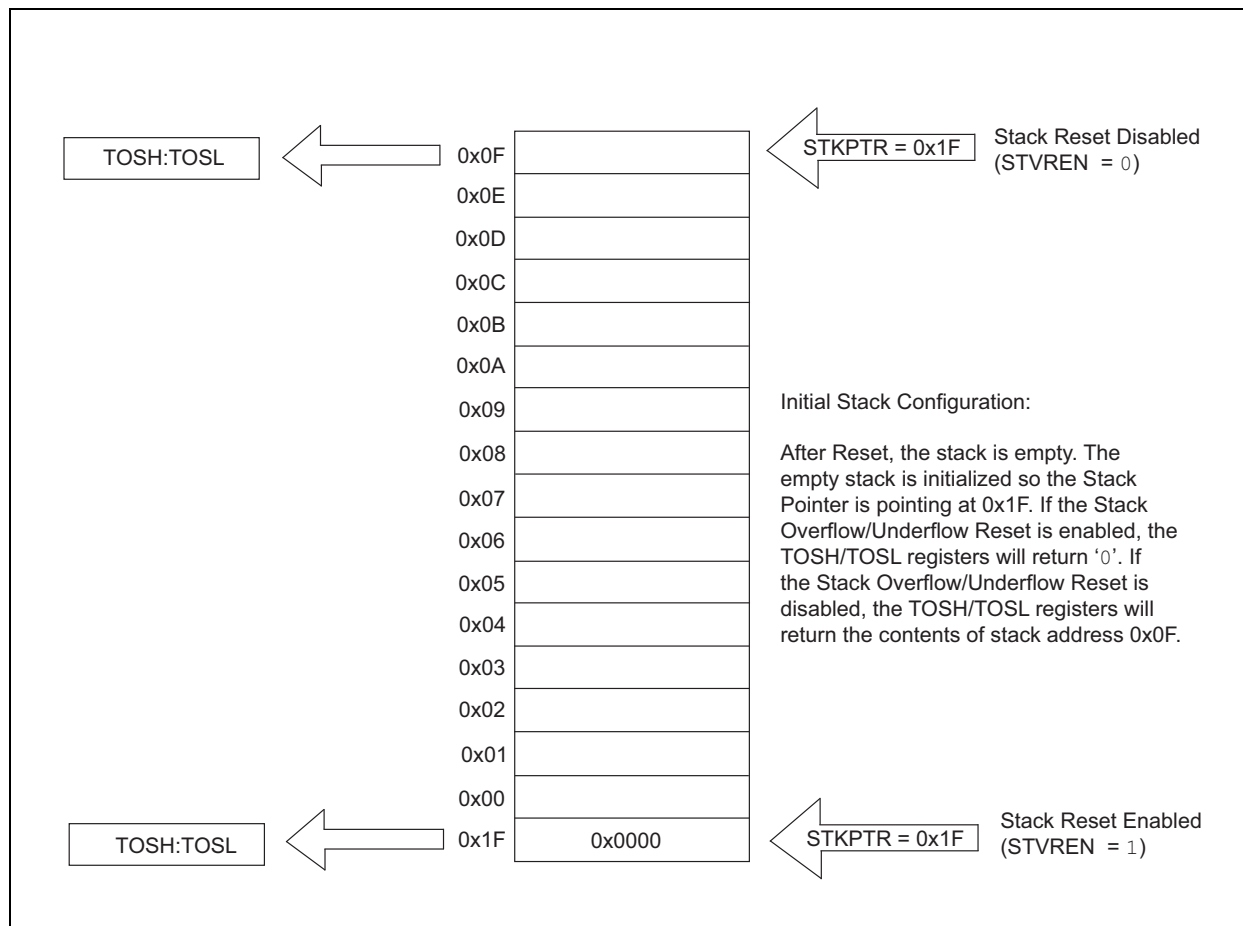 TOSH:TOSL
0x0F
STKPTR = 0x1F
Stack Reset Disabled
(STVREN = 0)
0x0E
0x0D
0x0C
0x0B
0x0A
0x09
0x08
0x07
0x06
0x05
0x04
0x03
0x02
0x01
0x00
Initial Stack Configuration:
After Reset, the stack is empty. The
empty stack is initialized so the Stack
Pointer is pointing at 0x1F. If the Stack
Overflow/Underflow Reset is enabled, the
TOSH/TOSL registers will return ‘0’. If
the Stack Overflow/Underflow Reset is
disabled, the TOSH/TOSL registers will
return the contents of stack address 0x0F.
TOSH:TOSL
0x1F
0x0000
STKPTR = 0x1F
Stack Reset Enabled
(STVREN = 1)